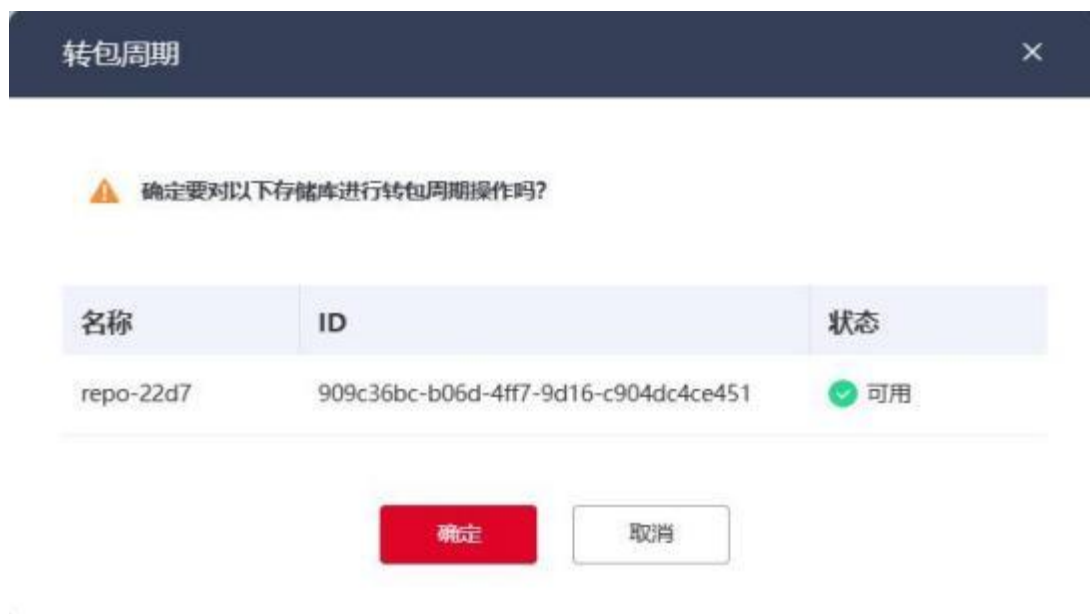 转包周期
确定要对以下存储库进行转包周期操作吗?
名称 ID 状态
repo-22d7 909c36bc-b06d-4ff7-9d16-c904dc4ce451 可用
确定 取消